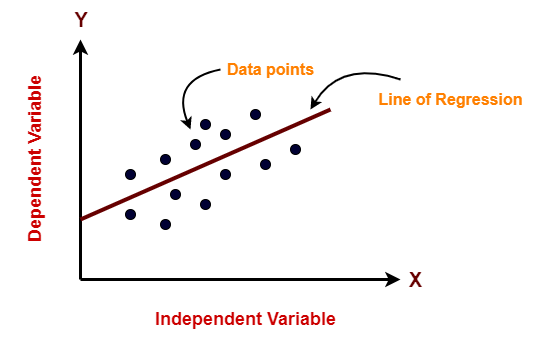 Y
Data points
Line of Regression
Dependent Variable
X
Independent Variable